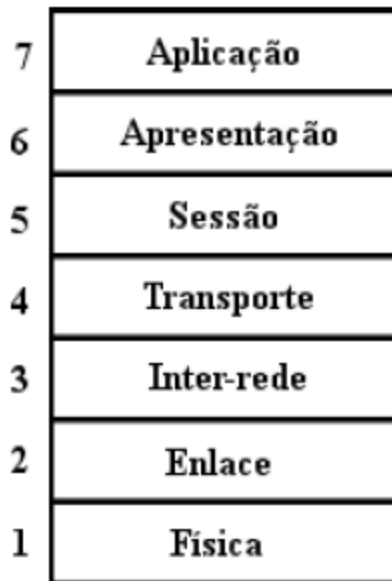 7 Aplicação
6 Apresentação
5 Sessão
4 Transporte
3 Inter-rede
2 Enlace
1 Física